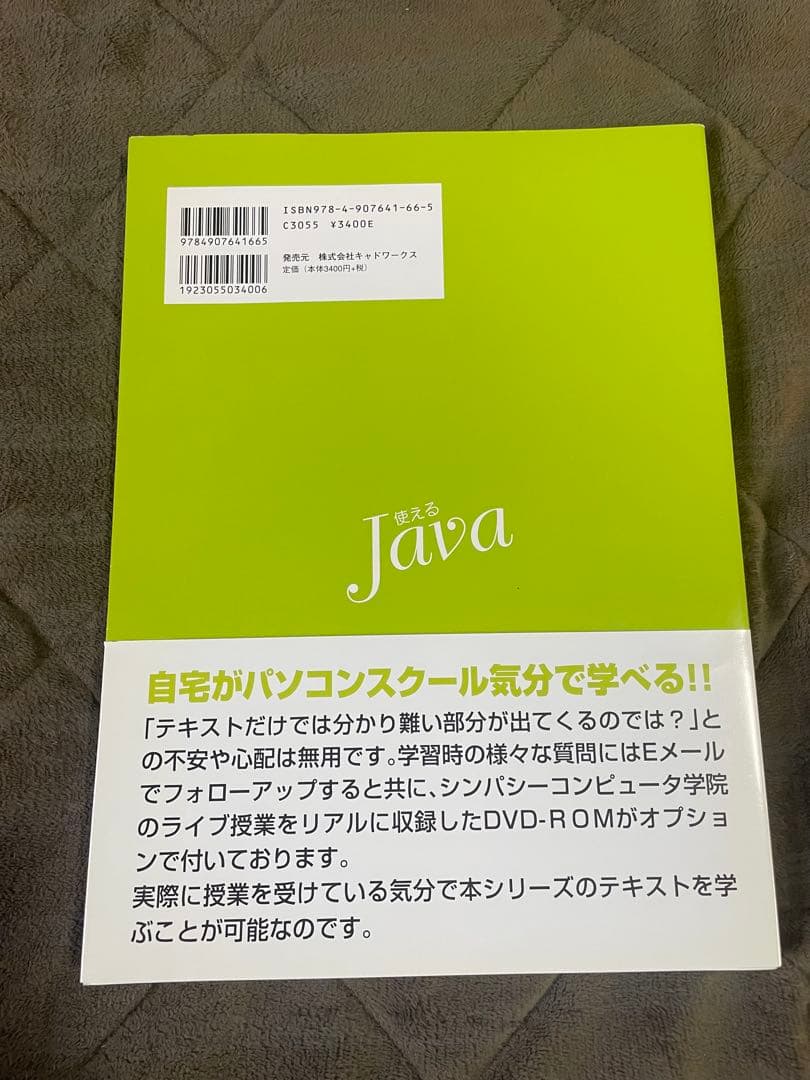 ISBN978-4-907641-66-5
C3055 ¥3400E
9784907641665
発売元 株式会社キャドワークス
定価(本体3400円+税)
1923055034006
使える
Java
自宅がパソコンスクール気分で学べる!!
「テキストだけでは分かり難い部分が出てくるのでは?」と
の不安や心配は無用です。学習時の様々な質問にはEメール
でフォローアップすると共に、シンパシーコンピュータ学院
のライブ授業をリアルに収録したDVD-ROMがオプショ
ンで付いております。
実際に授業を受けている気分で本シリーズのテキストを学
ぶことが可能なのです。